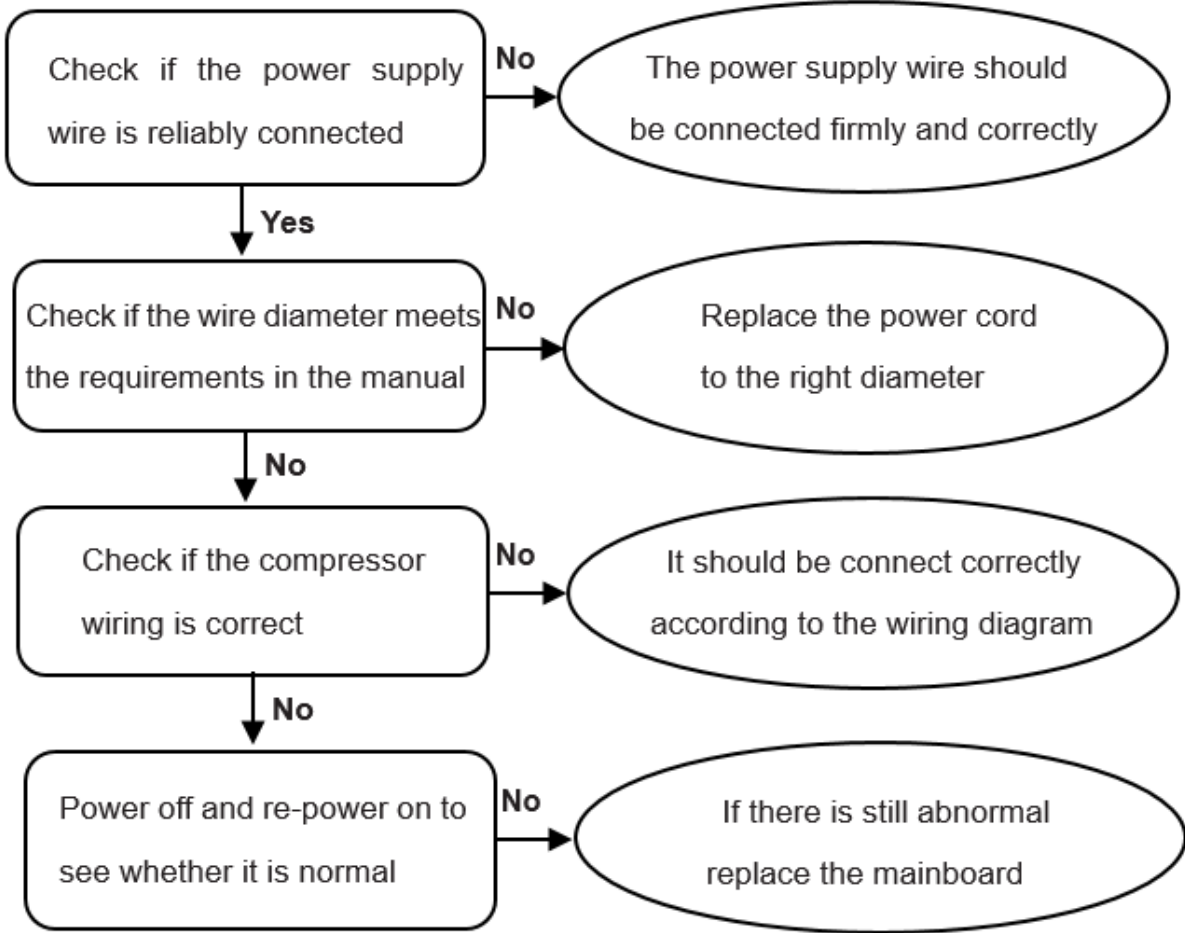 Check if the power supply
wire is reliably connected
No
The power supply wire should
be connected firmly and correctly
Yes
Check if the wire diameter meets
the requirements in the manual
No
Replace the power cord
to the right diameter
No
Check if the compressor
wiring is correct
No
It should be connect correctly
according to the wiring diagram
No
Power off and re-power on to
see whether it is normal
No
If there is still abnormal
replace the mainboard